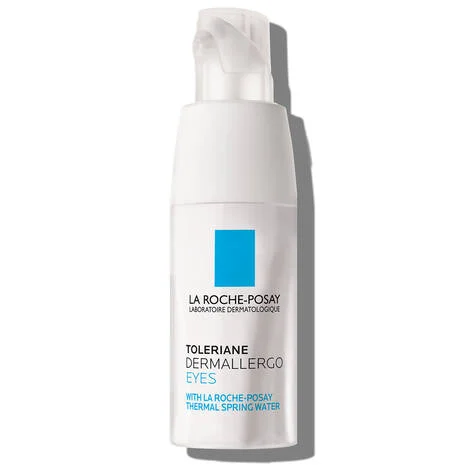 LA ROCHE-POSAY
LABORATOIRE DERMATOLOGIQUE
TOLERIANE
DERMALLERGO
EYES
WITH LA ROCHE-POSAY
THERMAL SPRING WATER